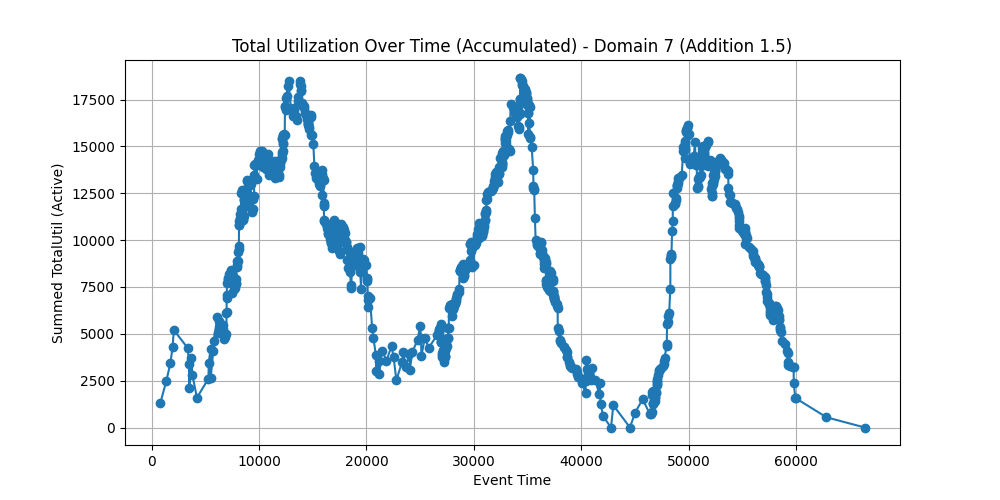 Total Utilization Over Time (Accumulated) - Domain 7 (Addition 1.5)
Summed TotalUtil (Active)
17500
15000
12500
10000
7500
5000
2500
0
0 10000 20000 30000 40000 50000 60000
Event Time